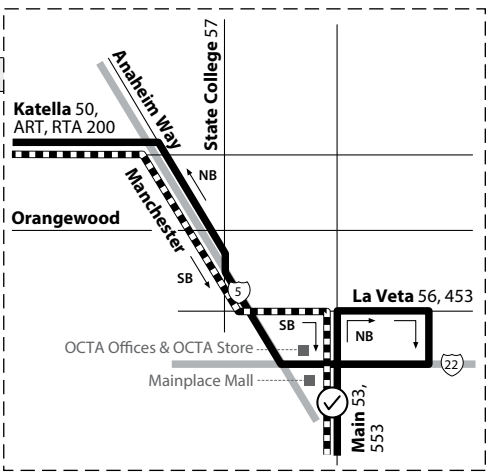 State College 57
Anaheim Way
Katella 50,
ART, RTA 200
NB
Manchester
Orangewood
SB
5
La Veta 56, 453
SB
NB
OCTA Offices & OCTA Store
22
Mainplace Mall
Main 53,
553